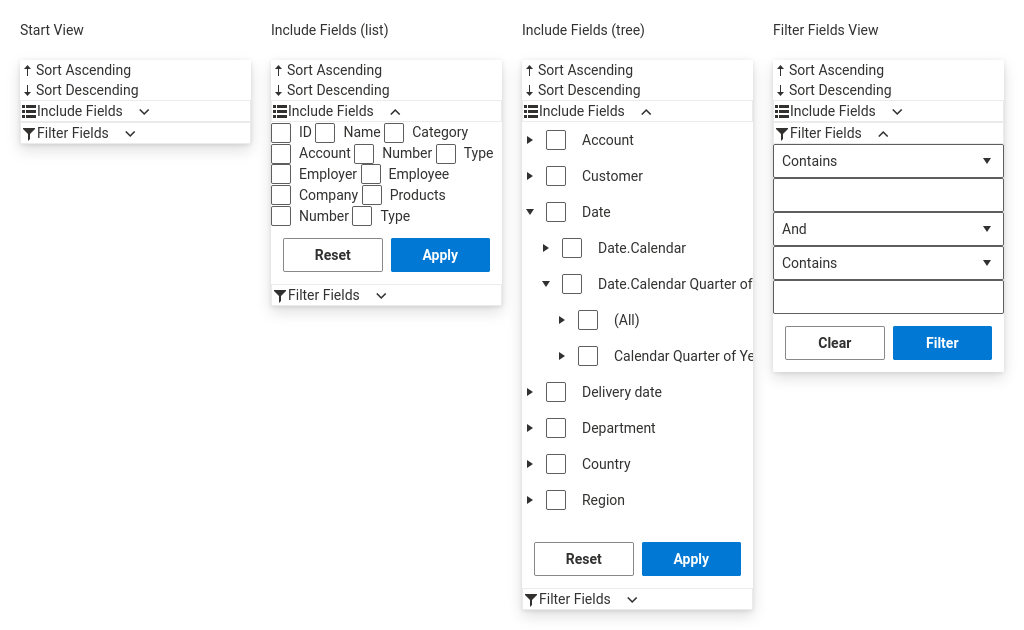 Start View
Sort Ascending
Sort Descending
Include Fields
Filter Fields
Include Fields (list)
Sort Ascending
Sort Descending
Include Fields
ID Name Category
Account Number Type
Employer Employee
Company Products
Number Type
Reset Apply
Filter Fields
Include Fields (tree)
Sort Ascending
Sort Descending
Include Fields
Account
Customer
Date
Date.Calendar
Date.Calendar Quarter of
(All)
Calendar Quarter of Ye
Delivery date
Department
Country
Region
Reset Apply
Filter Fields
Filter Fields View
Sort Ascending
Sort Descending
Include Fields
Filter Fields
Contains
And
Contains
Clear Filter